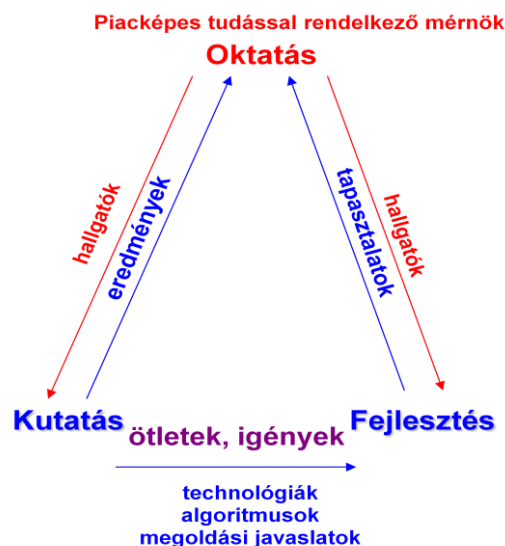 Piacképes tudással rendelkező mérnök
Oktatás
hallgatók
eredmények
tapasztalatok
hallgatók
Kutatás
ötletek, igények
Fejlesztés
technológiák
algoritmusok
megoldási javaslatok